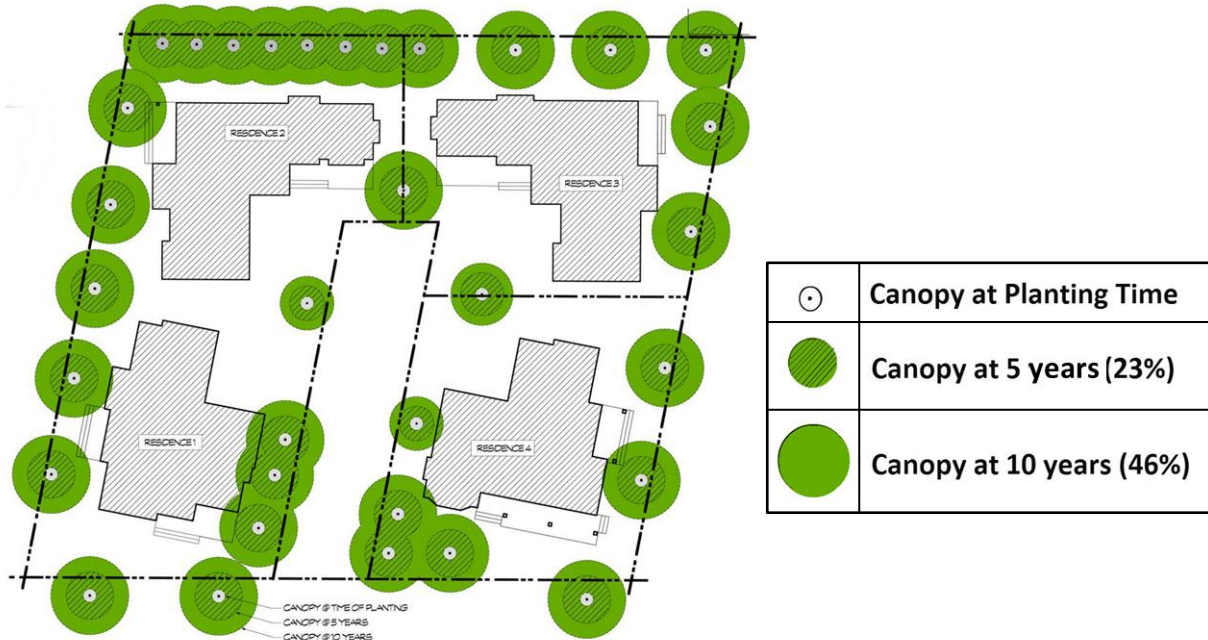 RESIDENCE 2
RESIDENCE 3
RESIDENCE 1
RESIDENCE 4
CANOPY @ TIME OF PLANTING
CANOPY @ 5 YEARS
CANOPY @ 10 YEARS
Canopy at Planting Time
Canopy at 5 years (23%)
Canopy at 10 years (46%)